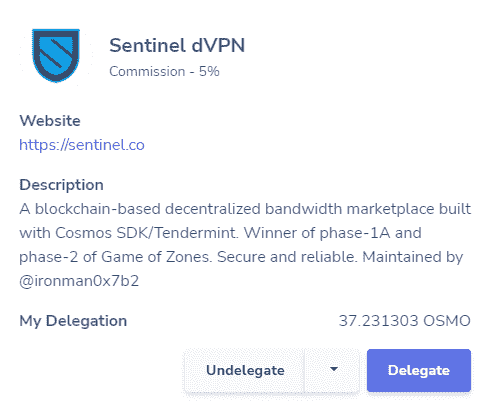 Sentinel dVPN
Commission - 5%
Website
https://sentinel.co
Description
A blockchain-based decentralized bandwidth marketplace built
with Cosmos SDK/Tendermint. Winner of phase-1A and
phase-2 of Game of Zones. Secure and reliable. Maintained by
@ironman0x7b2
My Delegation 37.231303 OSMO
Undelegate Delegate